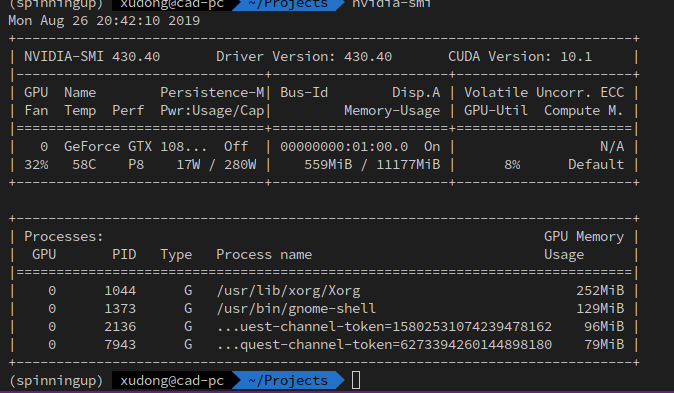 (spinningup) xudong@cad-pc ~/Projects nvidia-smi
Mon Aug 26 20:42:10 2019
+-----------------------------------------------------------------------------+
| NVIDIA-SMI 430.40       Driver Version: 430.40       CUDA Version: 10.1     |
|-------------------------------+----------------------+----------------------+
| GPU  Name        Persistence-M| Bus-Id        Disp.A | Volatile Uncorr. ECC |
| Fan  Temp  Perf  Pwr:Usage/Cap|         Memory-Usage | GPU-Util  Compute M. |
|===============================+======================+======================|
|   0  GeForce GTX 108...  Off  | 00000000:01:00.0  On |                  N/A |
| 32%   58C    P8    17W / 280W |    559MiB / 11177MiB |      8%      Default |
+-------------------------------+----------------------+----------------------+
+-----------------------------------------------------------------------------+
| Processes:                                                       GPU Memory |
|  GPU       PID   Type   Process name                             Usage      |
|=============================================================================|
|    0      1044      G   /usr/lib/xorg/Xorg                           252MiB |
|    0      1373      G   /usr/bin/gnome-shell                         129MiB |
|    0      2136      G   ...uest-channel-token=15802531074239478162    96MiB |
|    0      7943      G   ...quest-channel-token=6273394260144898180    79MiB |
+-----------------------------------------------------------------------------+
(spinningup) xudong@cad-pc ~/Projects